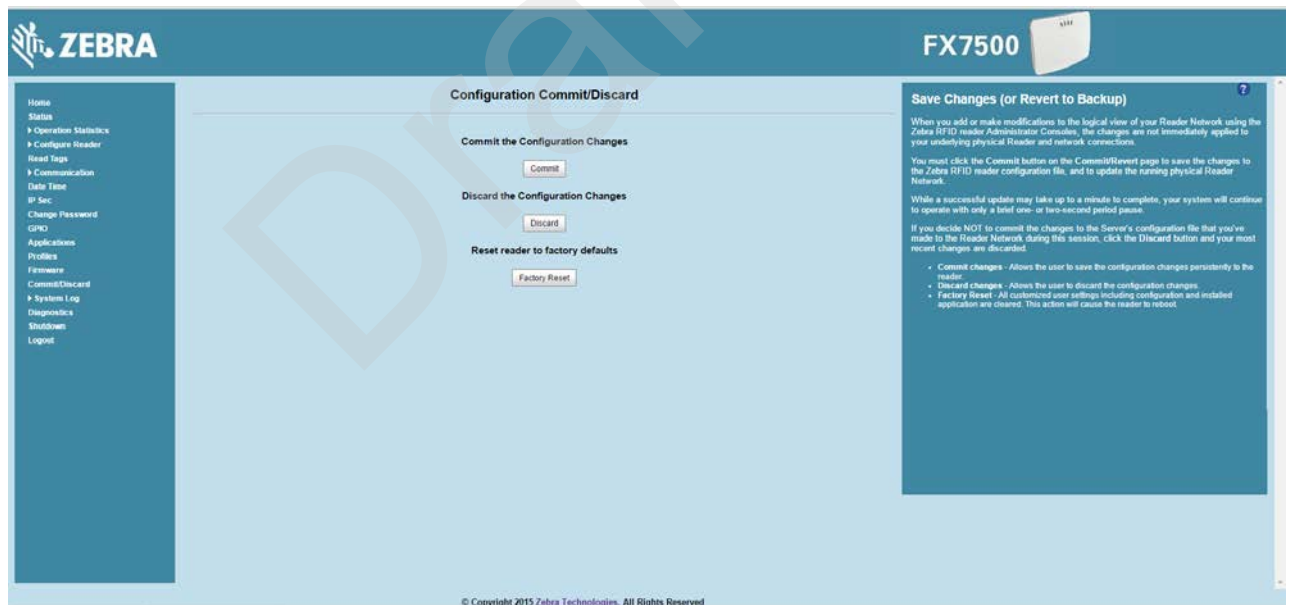 ZEBRA
FX7500
Home
Status
Operation Statistics
Configure Reader
Read Tags
Communication
Date Time
IP Sec
Change Password
GPIO
Applications
Profiles
Firmware
Commit/Discard
System Log
Diagnostics
Shutdown
Logout
Configuration Commit/Discard
Commit the Configuration Changes
Commit
Discard the Configuration Changes
Discard
Reset reader to factory defaults
Factory Reset
?
Save Changes (or Revert to Backup)
When you add or make modifications to the logical view of your Reader Network using the
Zebra RFID reader Administrator Consoles, the changes are not immediately applied to
your underlying physical Reader and network connections.
You must click the Commit button on the Commit/Revert page to save the changes to
the Zebra RFID reader configuration file, and to update the running physical Reader
Network.
While a successful update may take up to a minute to complete, your system will continue
to operate with only a brief one- or two-second period pause.
If you decide NOT to commit the changes to the Server's configuration file that you've
made to the Reader Network during this session, click the Discard button and your most
recent changes are discarded.
• Commit changes - Allows the user to save the configuration changes persistently to the
reader.
• Discard changes - Allows the user to discard the configuration changes.
• Factory Reset - All customized user settings including configuration and installed
application are cleared. This action will cause the reader to reboot.
© Copyright 2015 Zebra Technologies. All Rights Reserved
Dra